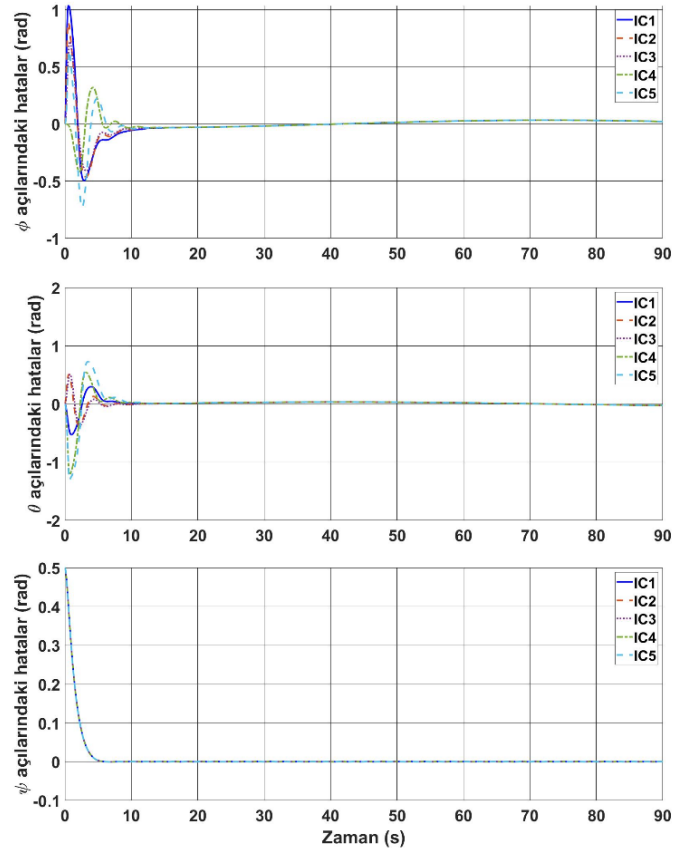 ϕ açılarındaki hatalar (rad)
1
0.5
0
-0.5
-1
0 10 20 30 40 50 60 70 80 90
IC1
IC2
IC3
IC4
IC5
θ açılarındaki hatalar (rad)
2
1
0
-1
-2
0 10 20 30 40 50 60 70 80 90
IC1
IC2
IC3
IC4
IC5
ψ açılarındaki hatalar (rad)
0.5
0.4
0.3
0.2
0.1
0
-0.1
0 10 20 30 40 50 60 70 80 90
IC1
IC2
IC3
IC4
IC5
Zaman (s)